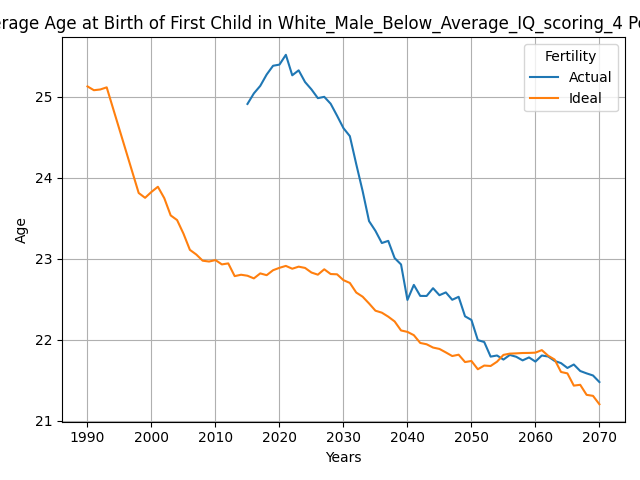 erage Age at Birth of First Child in White_Male_Below_Average_IQ_scoring_4 Po
Fertility
Actual
Ideal
Age
25
24
23
22
21
1990 2000 2010 2020 2030 2040 2050 2060 2070
Years